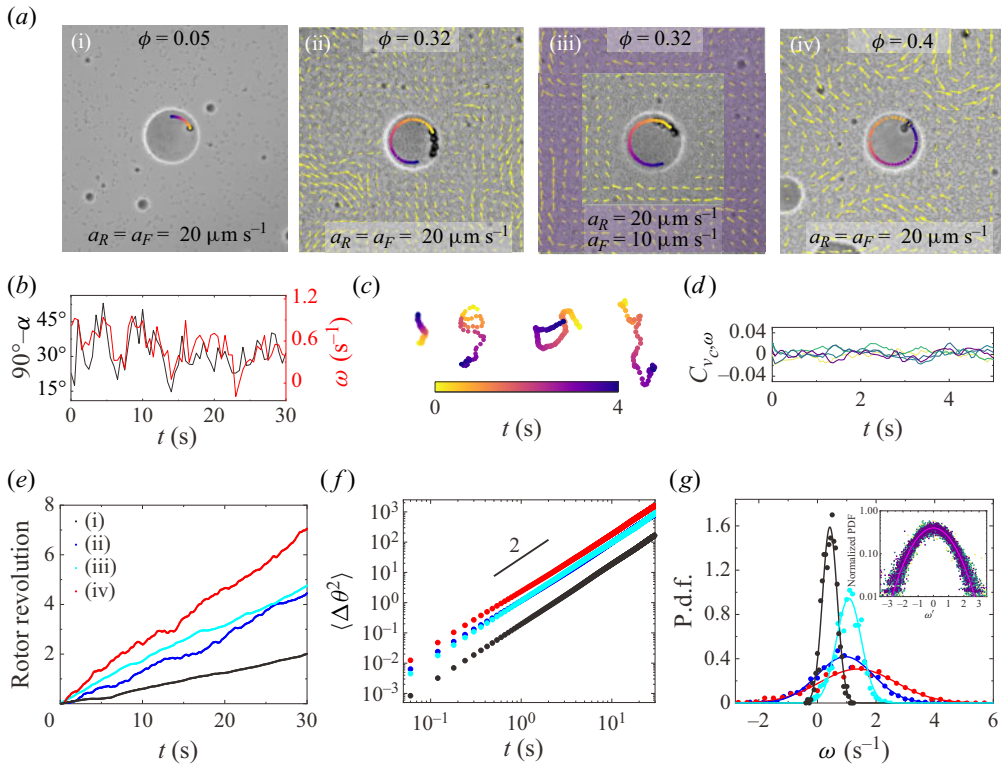 (a)
(i)
ϕ = 0.05
a_R = a_F = 20 μm s⁻¹
(ii)
ϕ = 0.32
a_R = a_F = 20 μm s⁻¹
(iii)
ϕ = 0.32
a_R = 20 μm s⁻¹
a_F = 10 μm s⁻¹
(iv)
ϕ = 0.4
a_R = a_F = 20 μm s⁻¹
(b)
90°–α
45°
30°
15°
1.2
0.6
0
ω (s⁻¹)
0 10 20 30
t (s)
(c)
0 4
t (s)
(d)
C_{v_c, ω}
0.04
0
−0.04
0 5
t (s)
(e)
Rotor revolution
8
6
4
2
0 10 20 30
t (s)
(i)
(ii)
(iii)
(iv)
(f)
⟨Δθ²⟩
10³
10²
10¹
10⁰
10⁻¹
10⁻²
10⁻³
2
10⁻¹ 10⁰ 10¹
t (s)
(g)
P.d.f.
1.6
1.2
0.8
0.4
0
−2 0 2 4 6
ω (s⁻¹)
Normalized PDF
1.00
0.10
0.01
−3 −2 −1 0 1 2 3
ω′